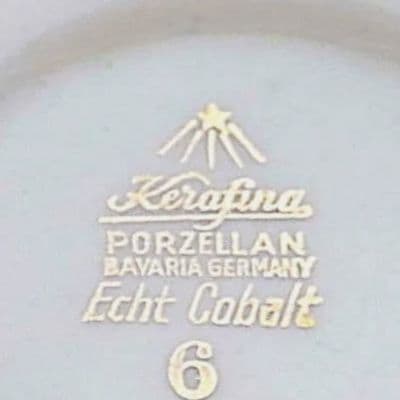 Kerafina
PORZELLAN
BAVARIA GERMANY
Echt Cobalt
6